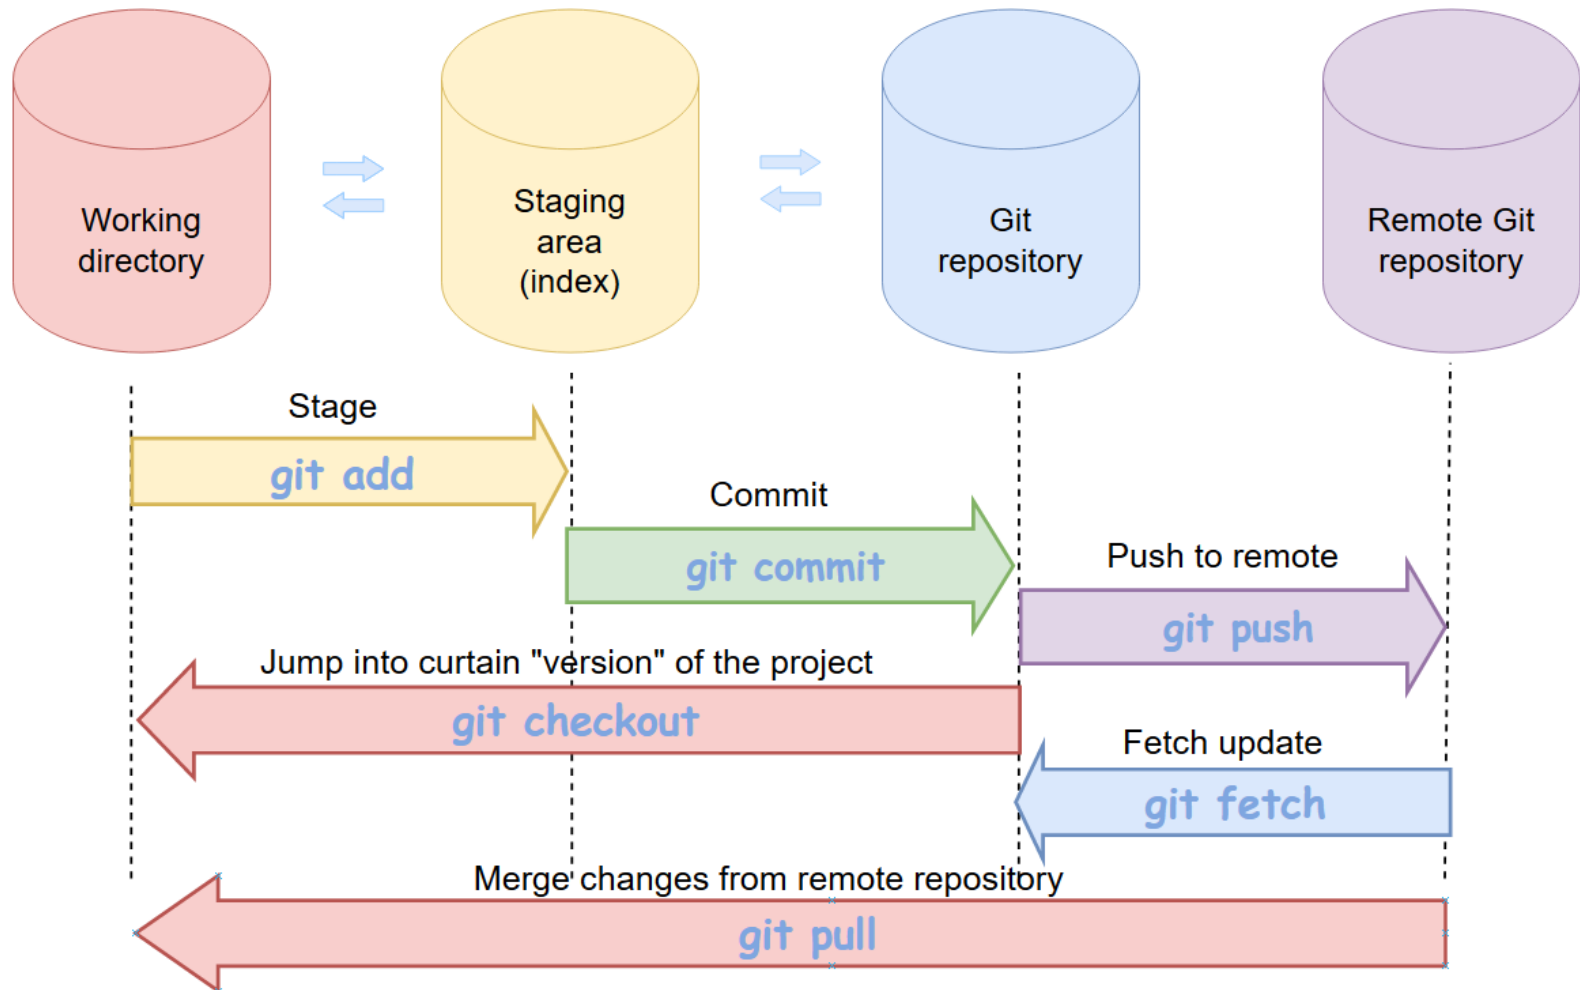 Working
directory
Staging
area
(index)
Git
repository
Remote Git
repository
Stage
git add
Commit
git commit
Push to remote
git push
Jump into curtain "version" of the project
git checkout
Fetch update
git fetch
Merge changes from remote repository
git pull